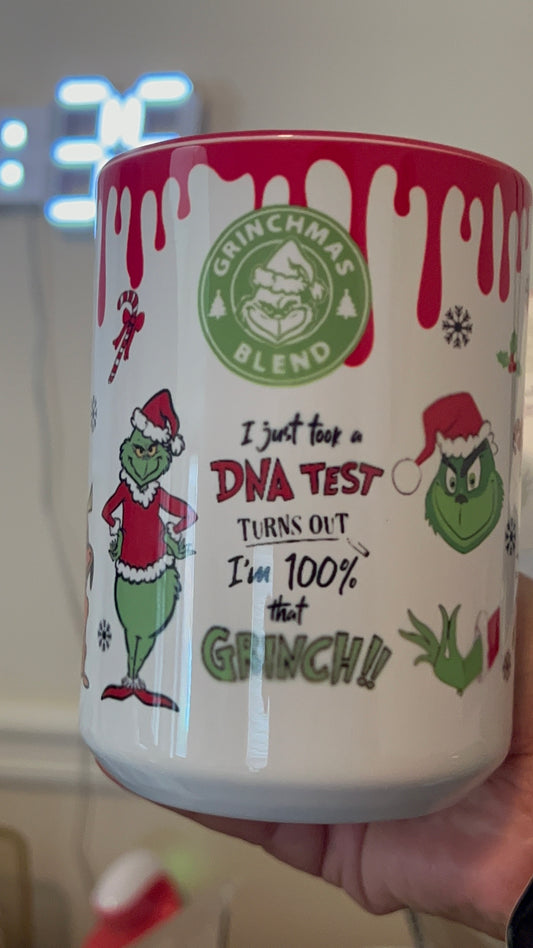 GRINCHMAS
BLEND
I just took a
DNA TEST
TURNS OUT
I'm 100%
that
GRINCH!!